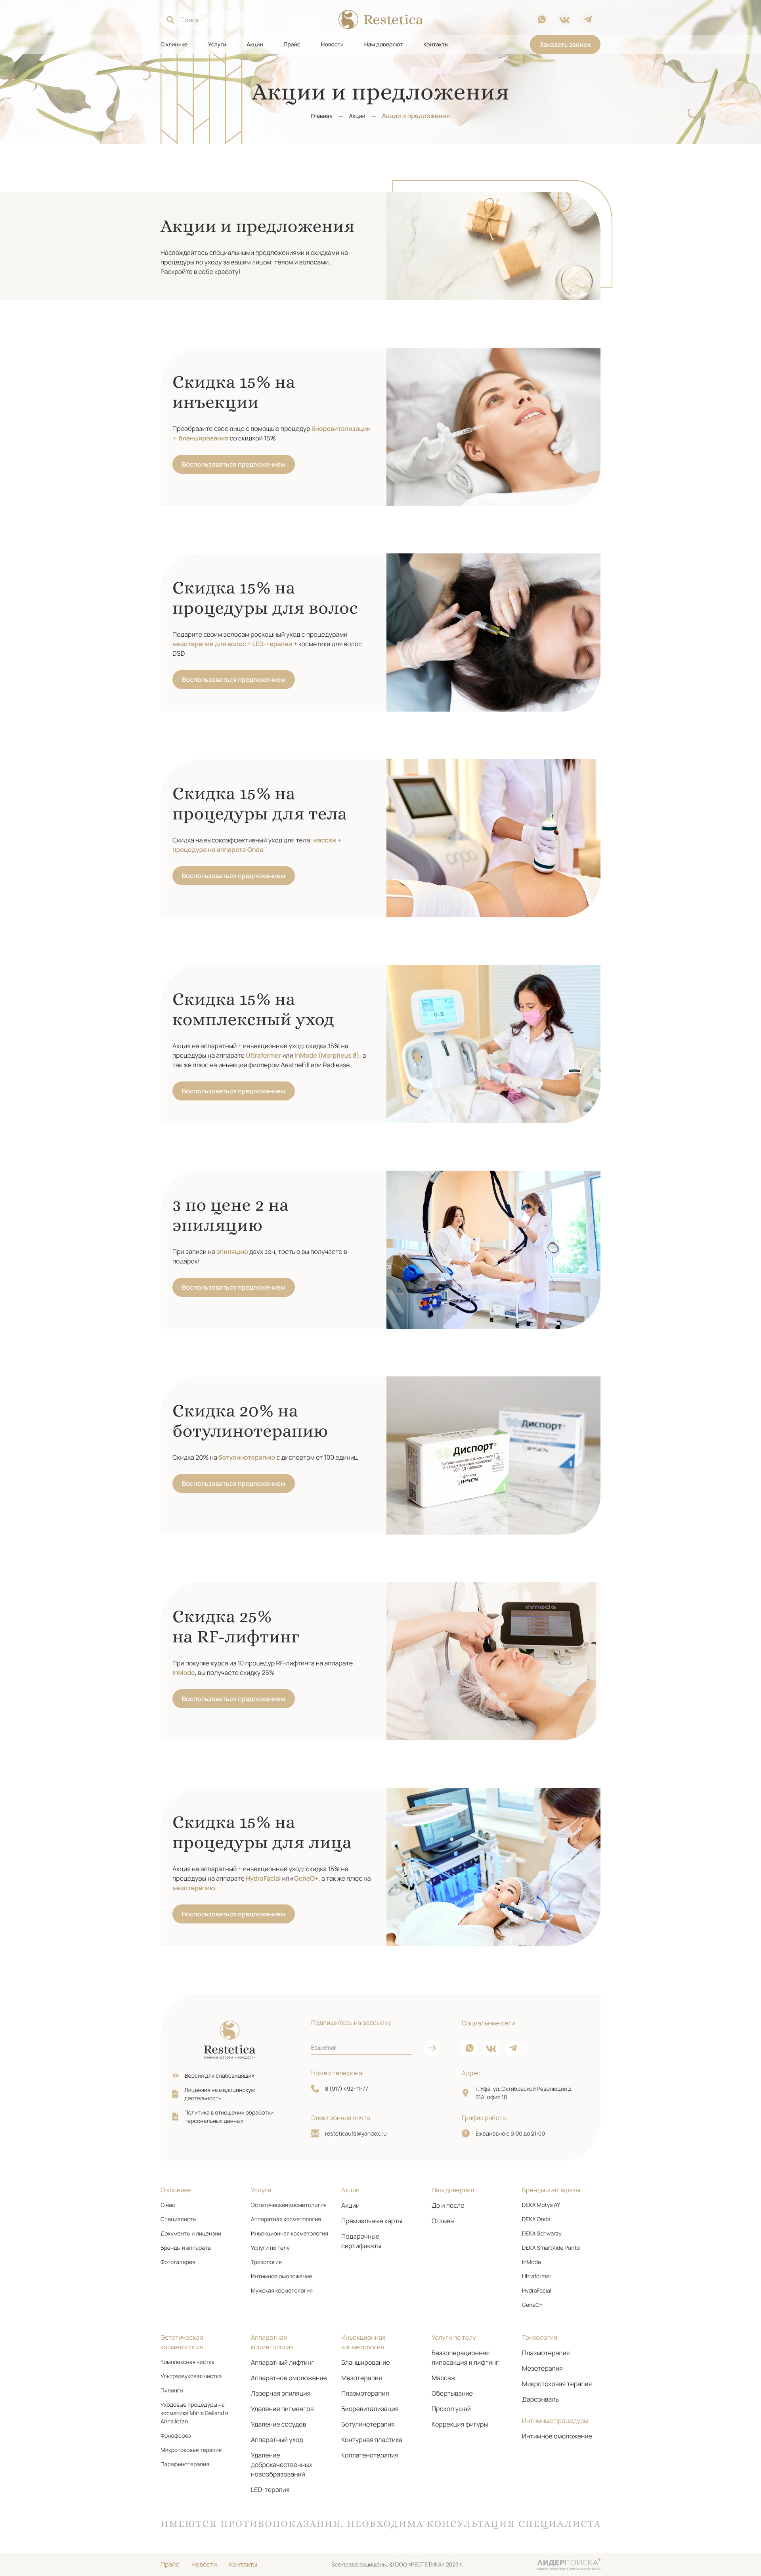 Поиск
Restetica
О клинике
Услуги
Акции
Прайс
Новости
Нам доверяют
Контакты
Заказать звонок
Акции и предложения
Главная — Акции — Акции и предложения
Акции и предложения
Наслаждайтесь специальными предложениями и скидками на
процедуры по уходу за вашим лицом, телом и волосами.
Раскройте в себе красоту!
Скидка 15% на
инъекции
Преобразите свое лицо с помощью процедур биоревитализации
+ бланширования со скидкой 15%
Воспользоваться предложением
Скидка 15% на
процедуры для волос
Подарите своим волосам роскошный уход с процедурами
мезотерапии для волос + LED-терапии + косметики для волос
DSD
Воспользоваться предложением
Скидка 15% на
процедуры для тела
Скидка на высокоэффективный уход для тела: массаж +
процедура на аппарате Onda
Воспользоваться предложением
Скидка 15% на
комплексный уход
Акция на аппаратный + инъекционный уход: скидка 15% на
процедуры на аппарате Ultraformer или InMode (Morpheus 8), а
так же плюс на инъекции филлером AestheFill или Radiesse.
Воспользоваться предложением
3 по цене 2 на
эпиляцию
При записи на эпиляцию двух зон, третью вы получаете в
подарок!
Воспользоваться предложением
Скидка 20% на
ботулинотерапию
Скидка 20% на ботулинотерапию с диспортом от 100 единиц
Воспользоваться предложением
Диспорт
Диспорт
IPSEN
Скидка 25%
на RF-лифтинг
При покупке курса из 10 процедур RF-лифтинга на аппарате
InMode, вы получаете скидку 25%
Воспользоваться предложением
inmode
Скидка 15% на
процедуры для лица
Акция на аппаратный + инъекционный уход: скидка 15% на
процедуры на аппарате HydraFacial или GeneO+, а так же плюс на
мезотерапию.
Воспользоваться предложением
Restetica
КЛИНИКА КРАСОТЫ И МОЛОДОСТИ
Версия для слабовидящих
Лицензия на медицинскую
деятельность
Политика в отношении обработки
персональных данных
Подпишитесь на рассылку
Ваш email
Номер телефона
8 (917) 492-11-77
Электронная почта
resteticaufa@yandex.ru
Социальные сети
Адрес
г. Уфа, ул. Октябрьской Революции д.
31А, офис 10
График работы
Ежедневно с 9:00 до 21:00
О клинике
О нас
Специалисты
Документы и лицензии
Бренды и аппараты
Фотогалерея
Услуги
Эстетическая косметология
Аппаратная косметология
Инъекционная косметология
Услуги по телу
Трихология
Интимное омоложение
Мужская косметология
Акции
Акции
Премиальные карты
Подарочные
сертификаты
Нам доверяют
До и после
Отзывы
Бренды и аппараты
DEKA Motys AY
DEKA Onda
DEKA Schwarzy
DEKA SmartXide Punto
InMode
Ultraformer
HydraFacial
GeneO+
Эстетическая
косметология
Комплексная чистка
Ультразвуковая чистка
Пилинги
Уходовые процедуры на
косметике Maria Galland и
Anna lotan
Фонофорез
Микротоковая терапия
Парафинотерапия
Аппаратная
косметология
Аппаратный лифтинг
Аппаратное омоложение
Лазерная эпиляция
Удаление пигментов
Удаление сосудов
Аппаратный уход
Удаление
доброкачественных
новообразований
LED-терапия
Инъекционная
косметология
Бланширование
Мезотерапия
Плазмотерапия
Биоревитализация
Ботулинотерапия
Контурная пластика
Коллагенотерапия
Услуги по телу
Безоперационная
липосакция и лифтинг
Массаж
Обертывание
Прокол ушей
Коррекция фигуры
Трихология
Плазмотерапия
Мезотерапия
Микротоковая терапия
Дарсонваль
Интимные процедуры
Интимное омоложение
ИМЕЮТСЯ ПРОТИВОПОКАЗАНИЯ, НЕОБХОДИМА КОНСУЛЬТАЦИЯ СПЕЦИАЛИСТА
Прайс
Новости
Контакты
Все права защищены. © ООО «РЕСТЕТИКА» 2023 г.
ЛИДЕРПОИСКА